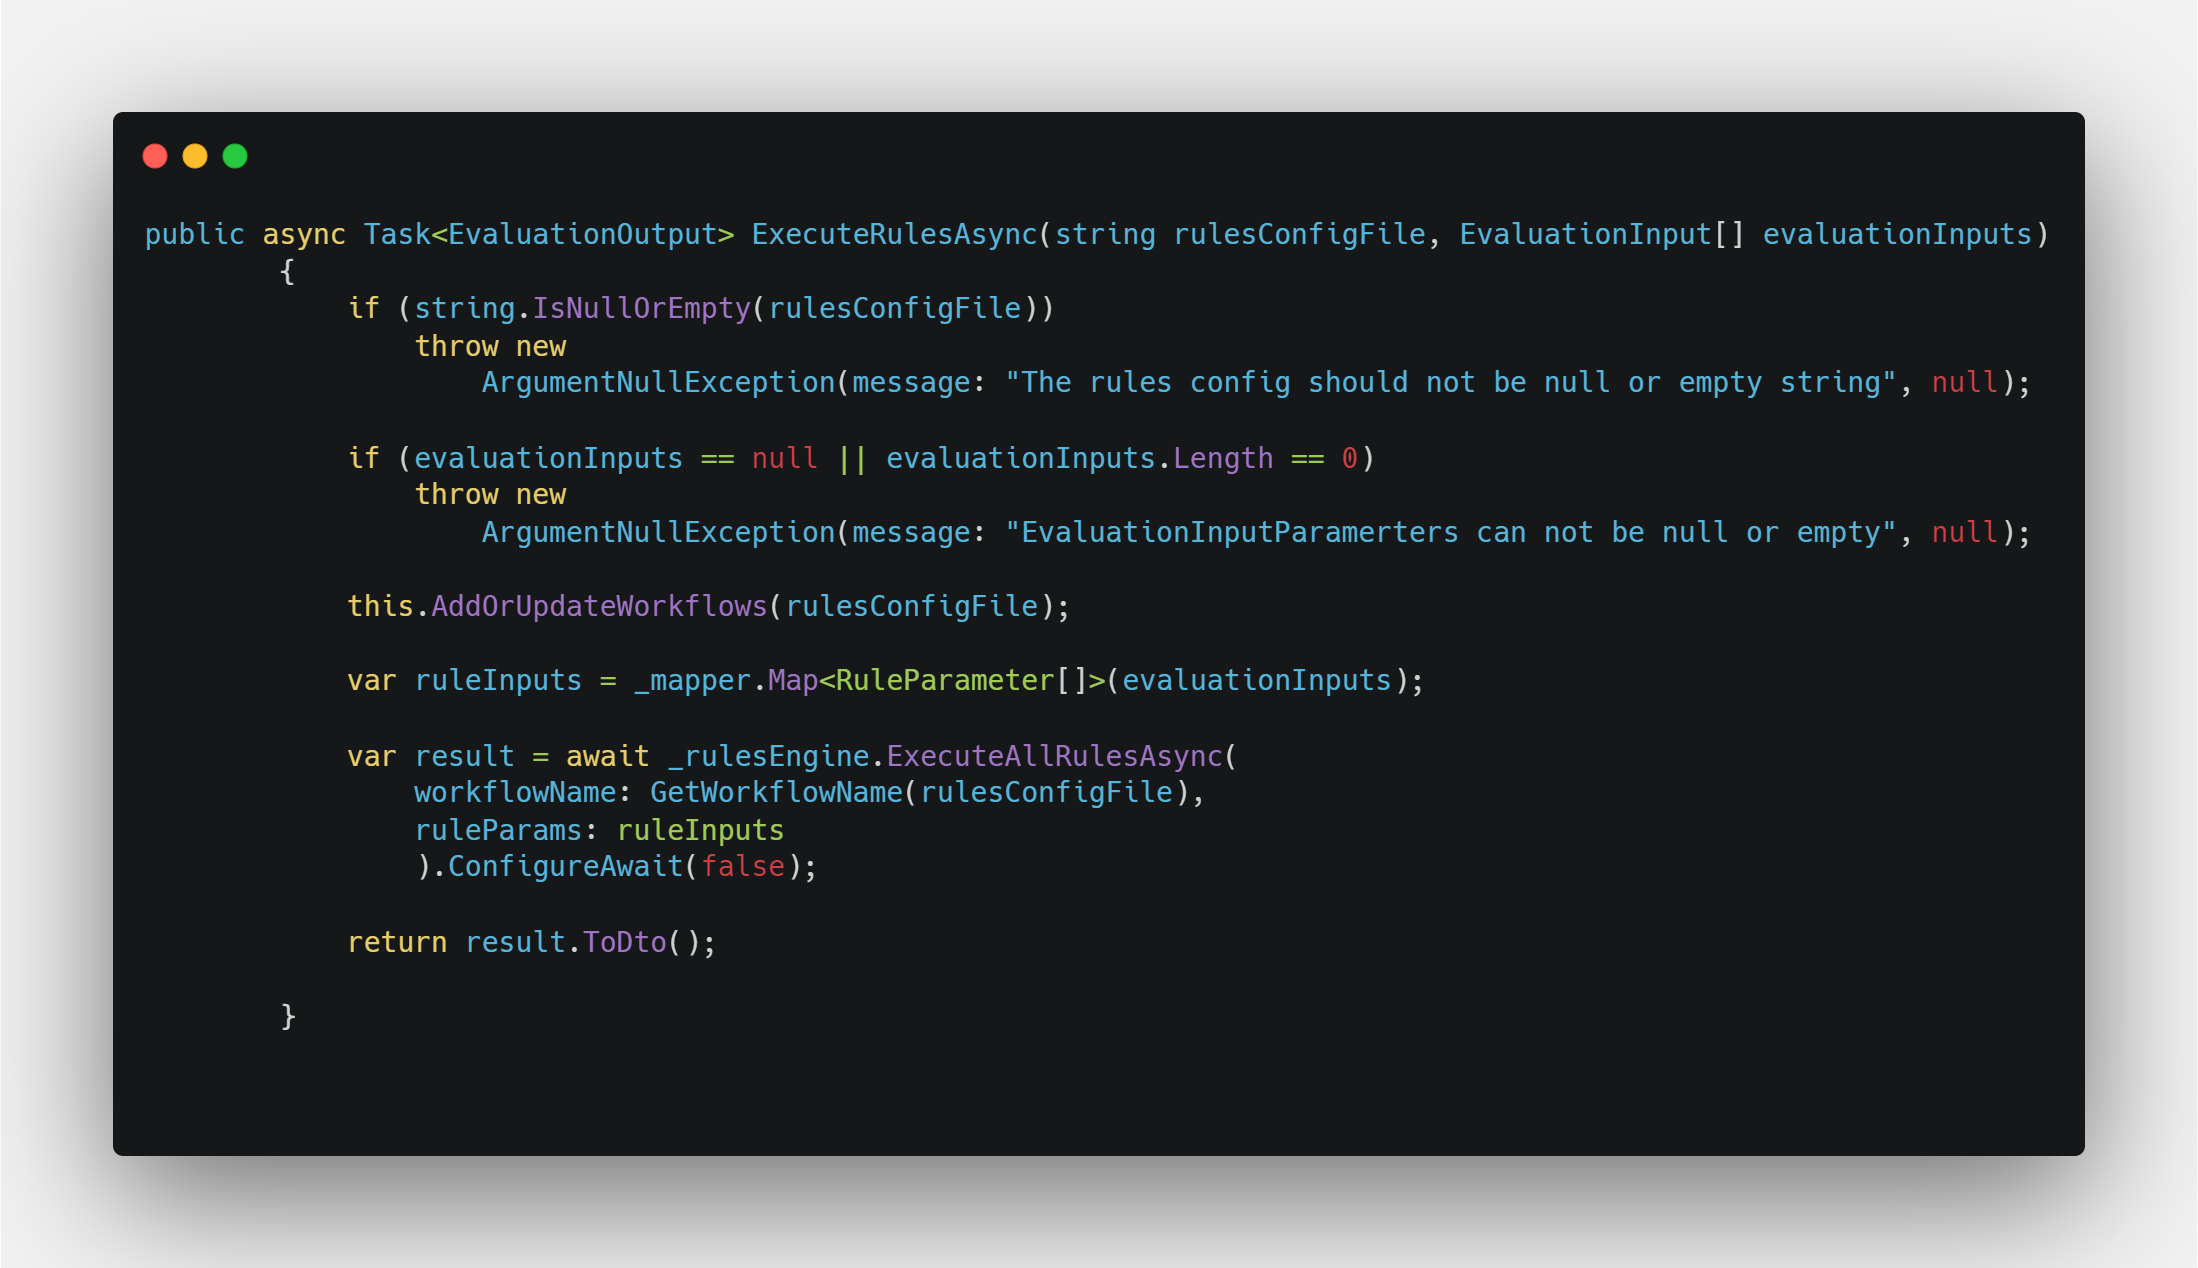 public async Task<EvaluationOutput> ExecuteRulesAsync(string rulesConfigFile, EvaluationInput[] evaluationInputs)
{
if (string.IsNullOrEmpty(rulesConfigFile))
throw new
ArgumentNullException(message: "The rules config should not be null or empty string", null);
if (evaluationInputs == null || evaluationInputs.Length == 0)
throw new
ArgumentNullException(message: "EvaluationInputParamerters can not be null or empty", null);
this.AddOrUpdateWorkflows(rulesConfigFile);
var ruleInputs = _mapper.Map<RuleParameter[]>(evaluationInputs);
var result = await _rulesEngine.ExecuteAllRulesAsync(
workflowName: GetWorkflowName(rulesConfigFile),
ruleParams: ruleInputs
).ConfigureAwait(false);
return result.ToDto();
}